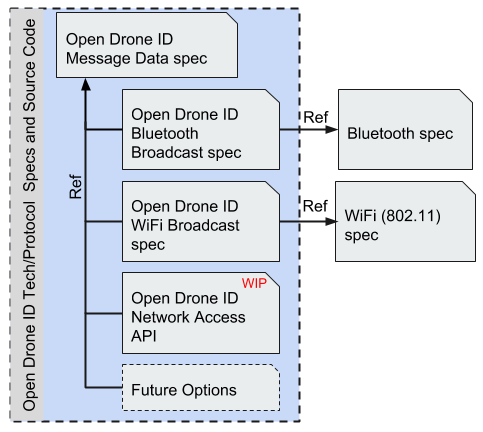 Open Drone ID Tech/Protocol Specs and Source Code
Open Drone ID
Message Data spec
Ref
Open Drone ID
Bluetooth
Broadcast spec
Ref
Bluetooth spec
Open Drone ID
WiFi Broadcast
spec
Ref
WiFi (802.11)
spec
WIP
Open Drone ID
Network Access
API
Future Options